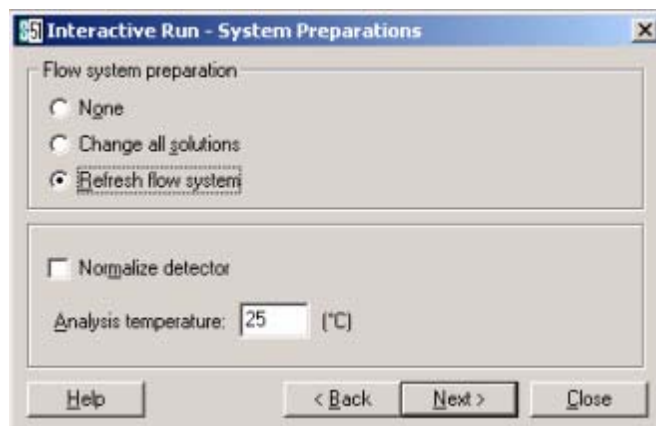 S51 Interactive Run - System Preparations
Flow system preparation
None
Change all solutions
Refresh flow system
Normalize detector
Analysis temperature: 25 (°C)
Help < Back Next > Close